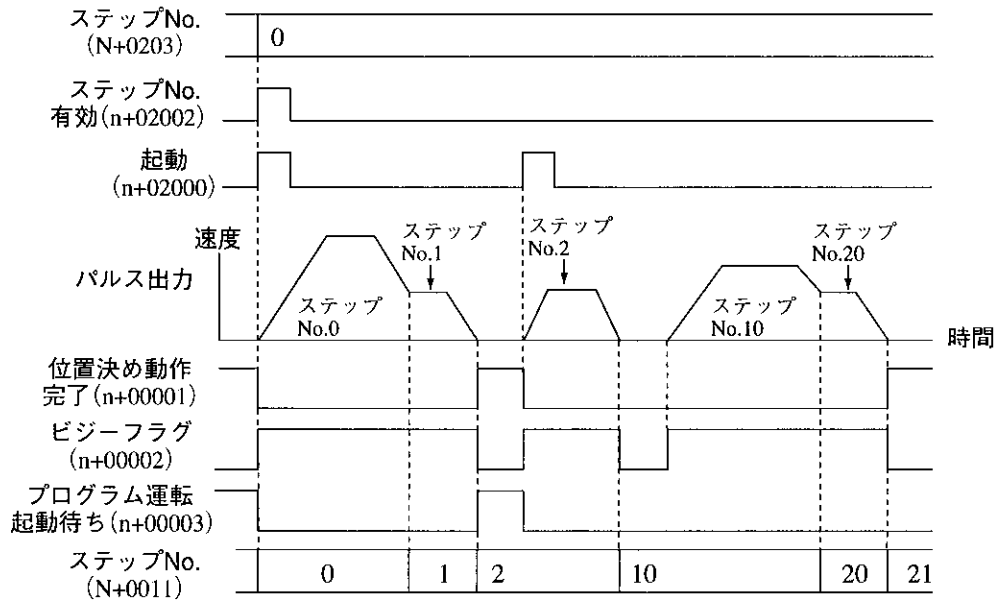 ステップNo.
(N+0203)
0
ステップNo.
有効(n+02002)
起動
(n+02000)
速度
パルス出力
ステップ
No.0
ステップ
No.1
ステップ
No.2
ステップ
No.10
ステップ
No.20
時間
位置決め動作
完了(n+00001)
ビジーフラグ
(n+00002)
プログラム運転
起動待ち(n+00003)
ステップNo.
(N+0011)
0 1 2 10 20 21